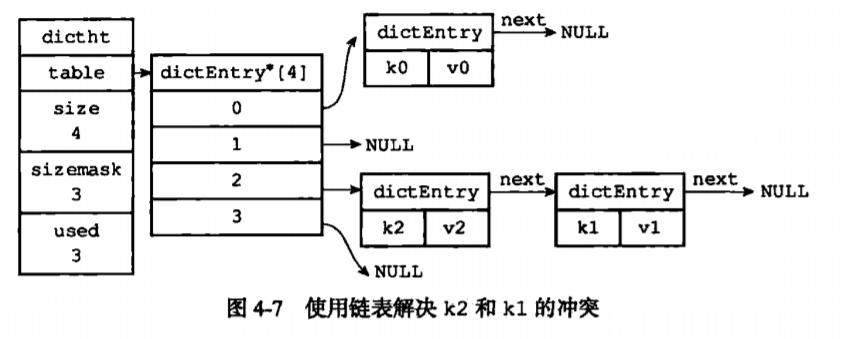 dictht
table
size
4
sizemask
3
used
3
dictEntry*[4]
0
1
2
3
dictEntry
k0 v0
next
NULL
NULL
dictEntry
k2 v2
next
dictEntry
k1 v1
next
NULL
NULL
图 4-7 使用链表解决 k2 和 k1 的冲突